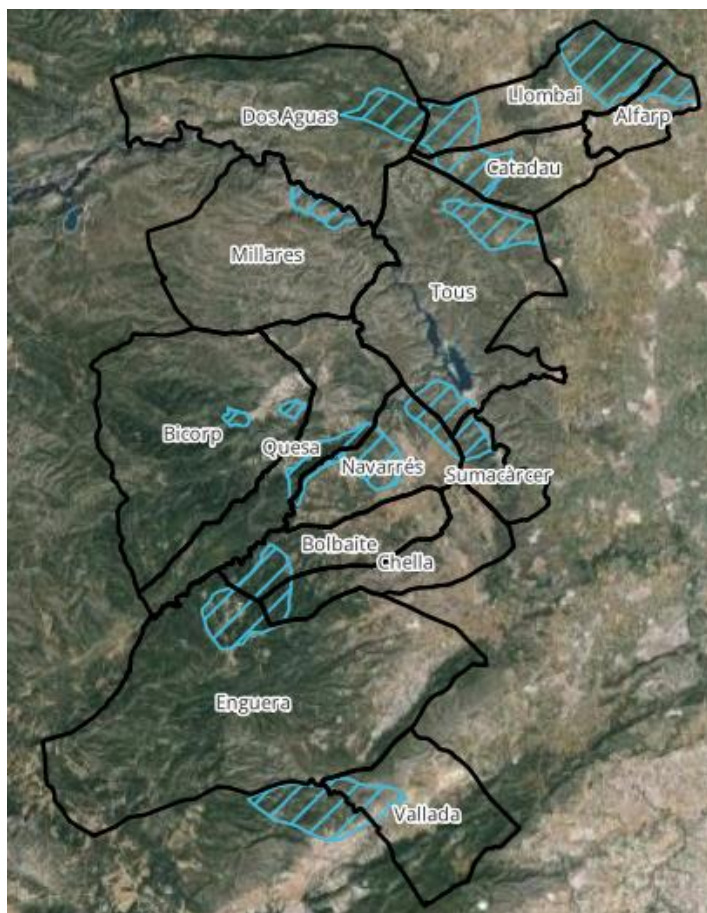 Llombai
Dos Aguas
Alfarp
Catadau
Millares
Tous
Bicorp
Quesa
Navarrés
Sumacàrcer
Bolbaite
Chella
Enguera
Vallada